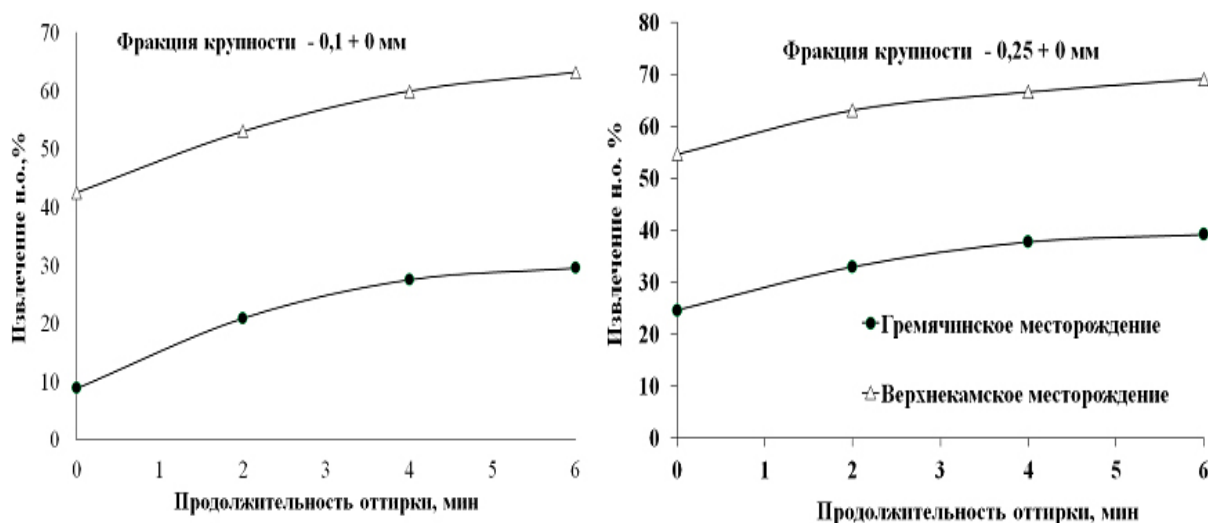 Фракция крупности - 0,1 + 0 мм
Извлечение н.о.,%
70
60
50
40
30
20
10
0
0 1 2 3 4 5 6
Продолжительность оттирки, мин
Фракция крупности - 0,25 + 0 мм
Извлечение н.о. %
80
70
60
50
40
30
20
10
0
Гремячинское месторождение
Верхнекамское месторождение
0 1 2 3 4 5 6
Продолжительность оттирки, мин